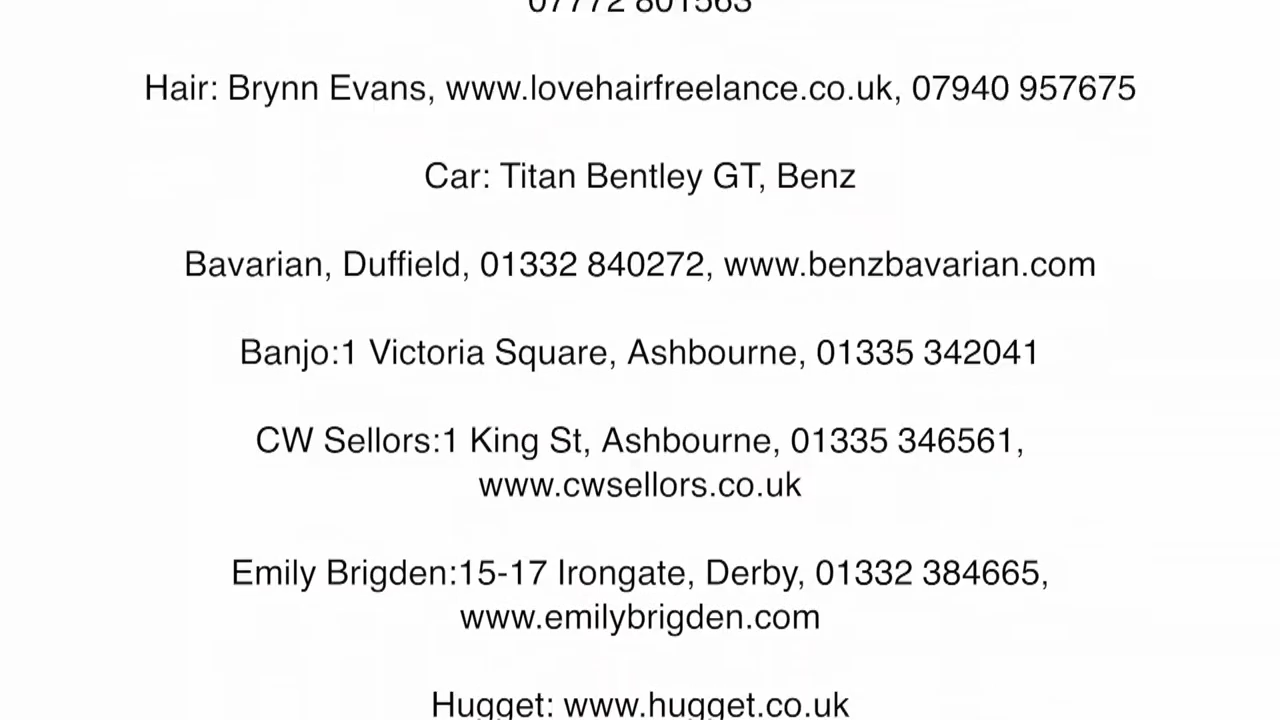 07772 801563
Hair: Brynn Evans, www.lovehairfreelance.co.uk, 07940 957675
Car: Titan Bentley GT, Benz
Bavarian, Duffield, 01332 840272, www.benzbavarian.com
Banjo:1 Victoria Square, Ashbourne, 01335 342041
CW Sellors:1 King St, Ashbourne, 01335 346561,
www.cwsellors.co.uk
Emily Brigden:15-17 Irongate, Derby, 01332 384665,
www.emilybrigden.com
Hugget: www.hugget.co.uk